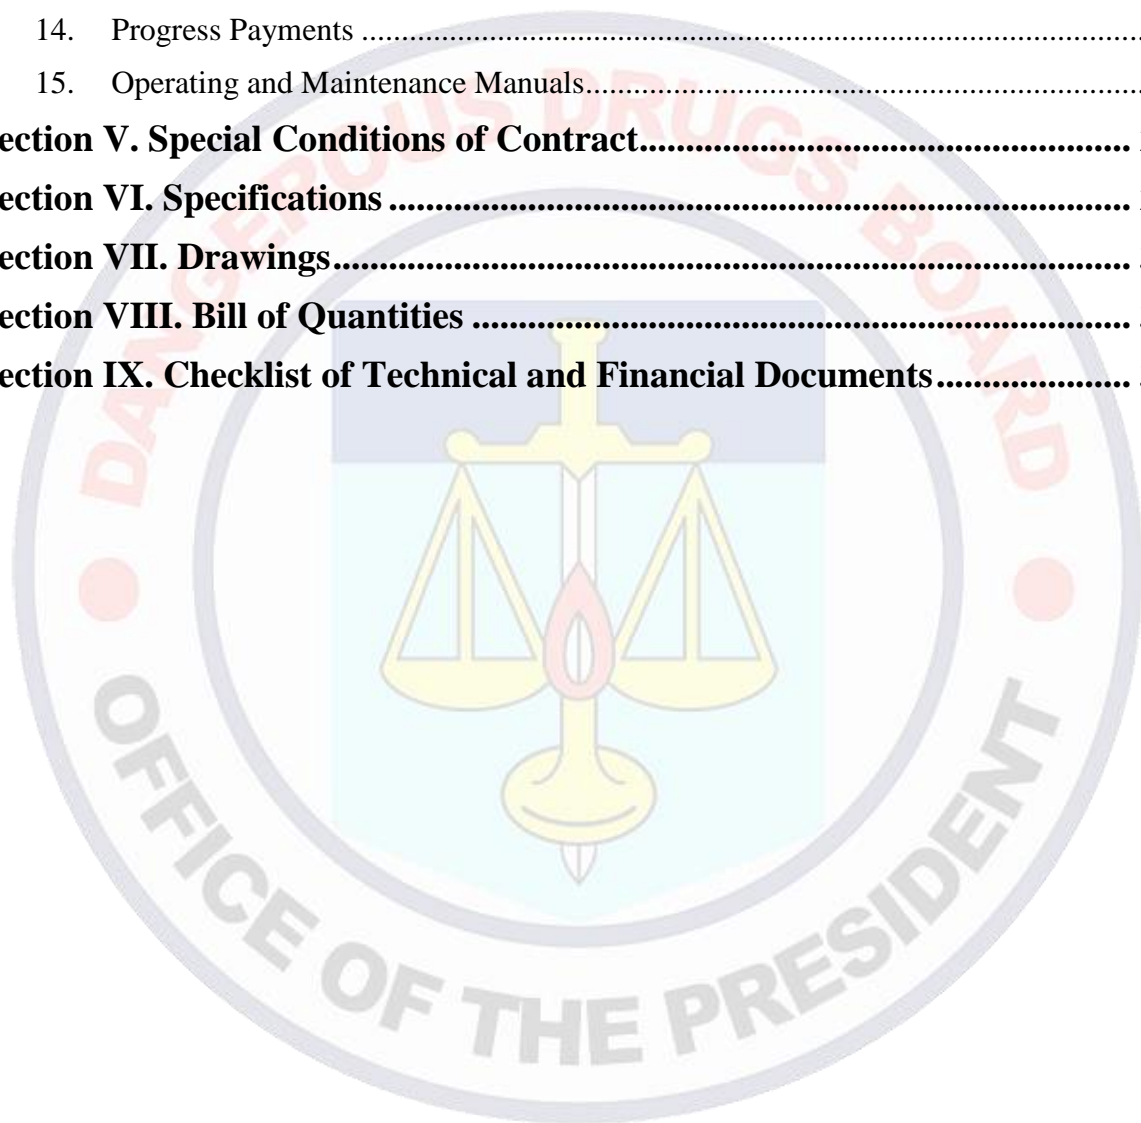 14. Progress Payments ........................................................................................................
15. Operating and Maintenance Manuals...........................................................................
ection V. Special Conditions of Contract.....................................................
ection VI. Specifications ................................................................................
ection VII. Drawings......................................................................................
ection VIII. Bill of Quantities .......................................................................
ection IX. Checklist of Technical and Financial Documents.....................
DANGEROUS DRUGS BOARD
OFFICE OF THE PRESIDENT